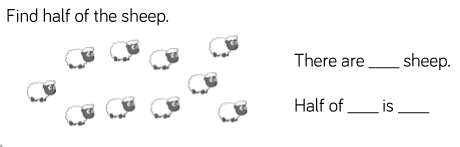 Find half of the sheep.
There are ____ sheep.
Half of ____ is ____